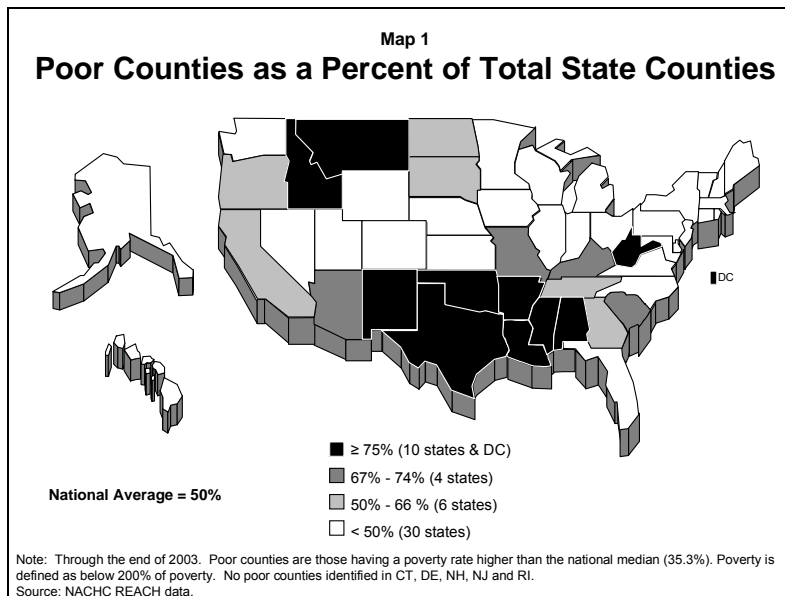 Map 1
Poor Counties as a Percent of Total State Counties
DC
≥ 75% (10 states & DC)
67% - 74% (4 states)
50% - 66 % (6 states)
< 50% (30 states)
National Average = 50%
Note:  Through the end of 2003.  Poor counties are those having a poverty rate higher than the national median (35.3%). Poverty is
defined as below 200% of poverty.  No poor counties identified in CT, DE, NH, NJ and RI.
Source: NACHC REACH data.